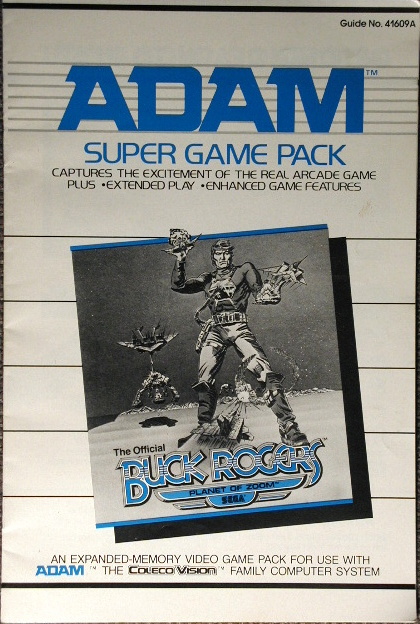 Guide No. 41609A
ADAM™
SUPER GAME PACK
CAPTURES THE EXCITEMENT OF THE REAL ARCADE GAME
PLUS •EXTENDED PLAY •ENHANCED GAME FEATURES
The Official
BUCK ROGERS™
PLANET OF ZOOM™
SEGA
AN EXPANDED-MEMORY VIDEO GAME PACK FOR USE WITH
ADAM™ THE COLECOVISION™ FAMILY COMPUTER SYSTEM